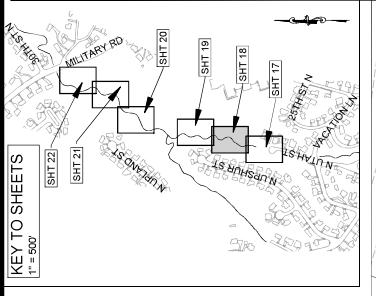 KEY TO SHEETS
1" = 500'
30TH ST N
MILITARY RD
SHT 22
SHT 21
SHT 20
SHT 19
SHT 18
SHT 17
N UPLAND ST
N UPSHUR ST
N UTAH ST
25TH ST N
VACATION LN